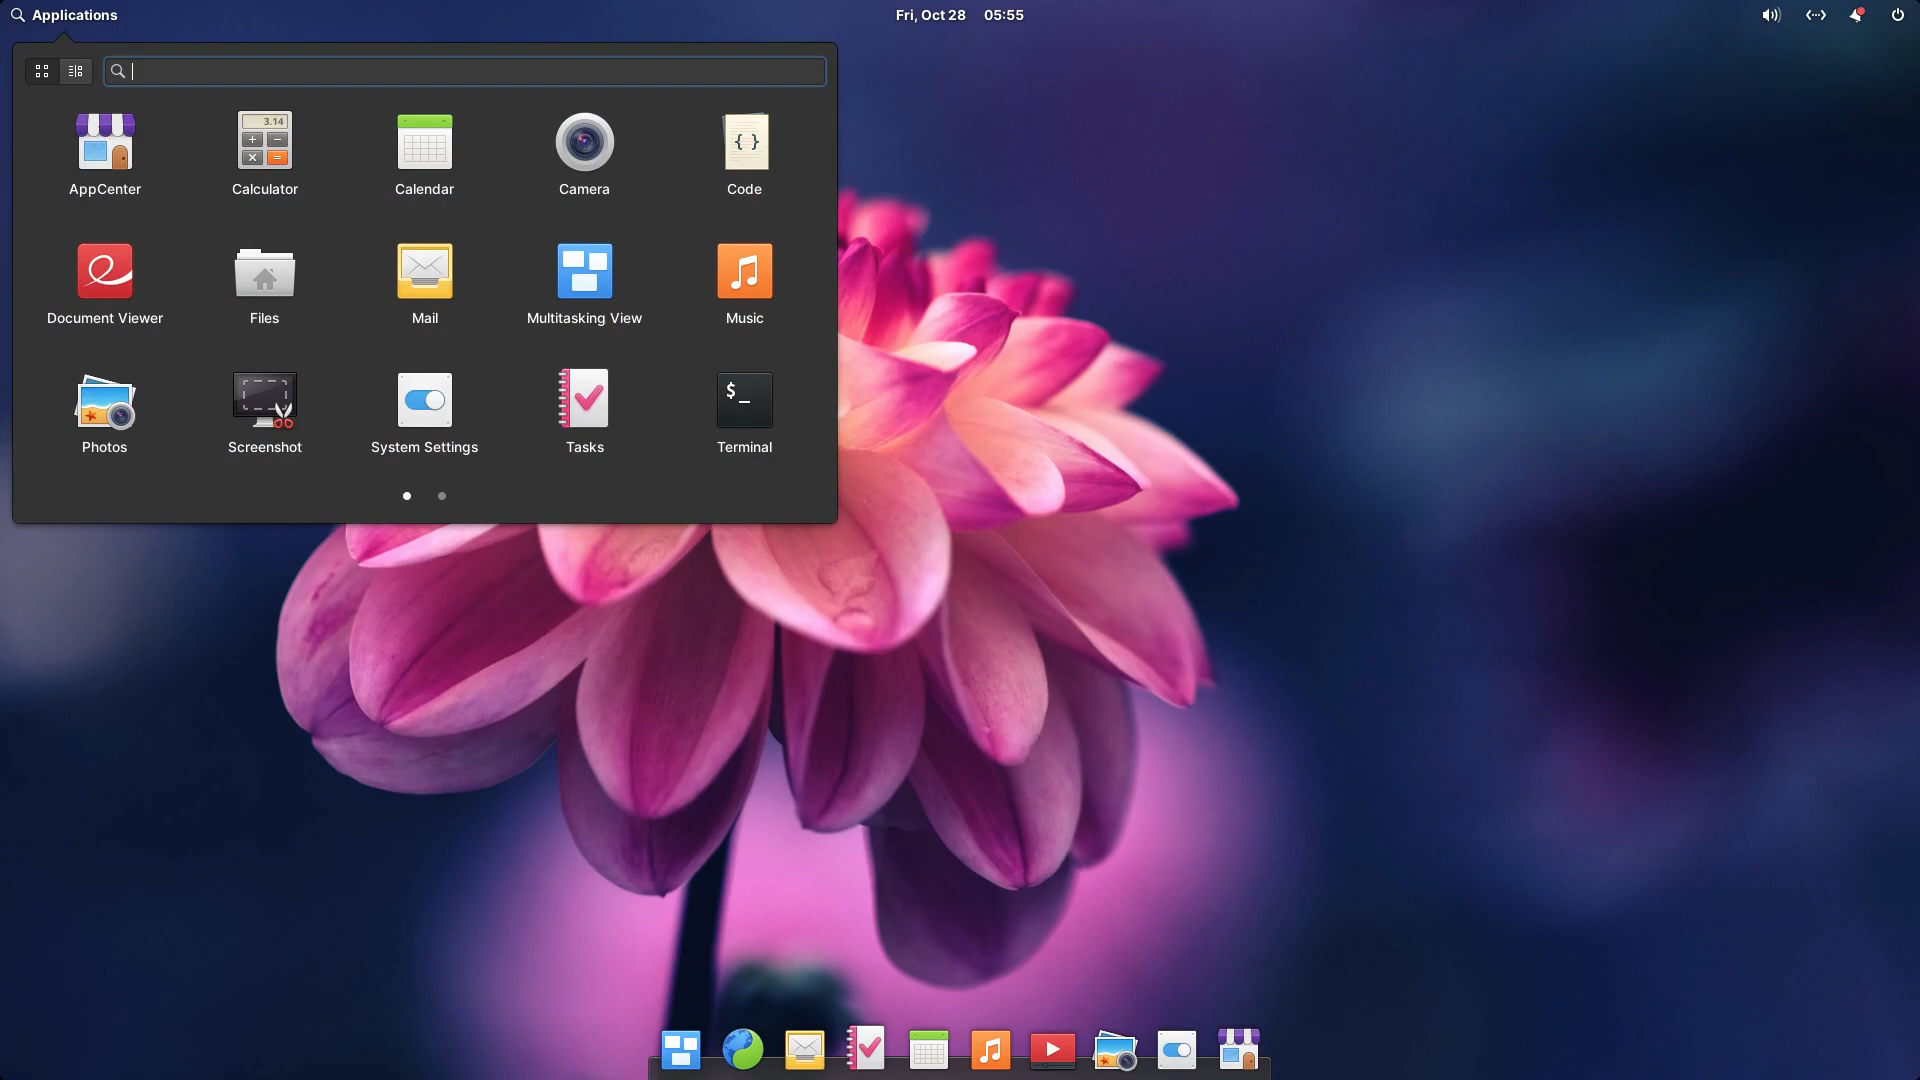 Applications
Fri, Oct 28 05:55
3.14
AppCenter Calculator Calendar Camera Code
Document Viewer Files Mail Multitasking View Music
$_
Photos Screenshot System Settings Tasks Terminal